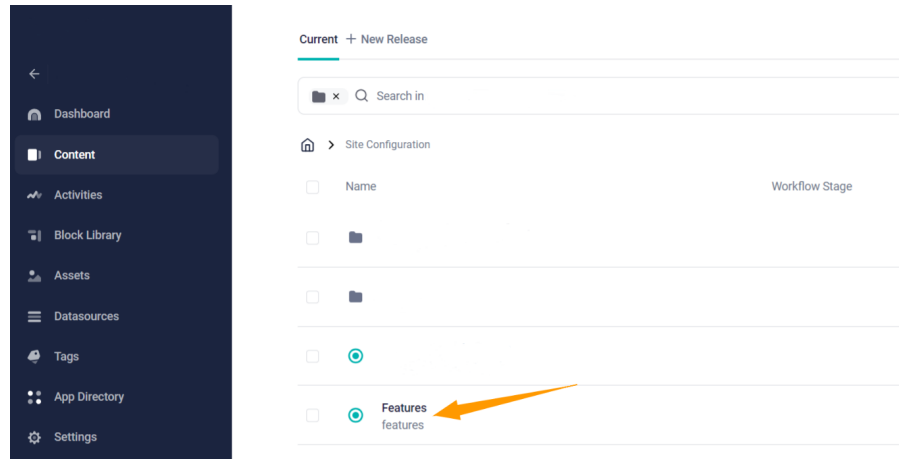 Current + New Release
Search in
Site Configuration
Name Workflow Stage
Features
features
Dashboard
Content
Activities
Block Library
Assets
Datasources
Tags
App Directory
Settings